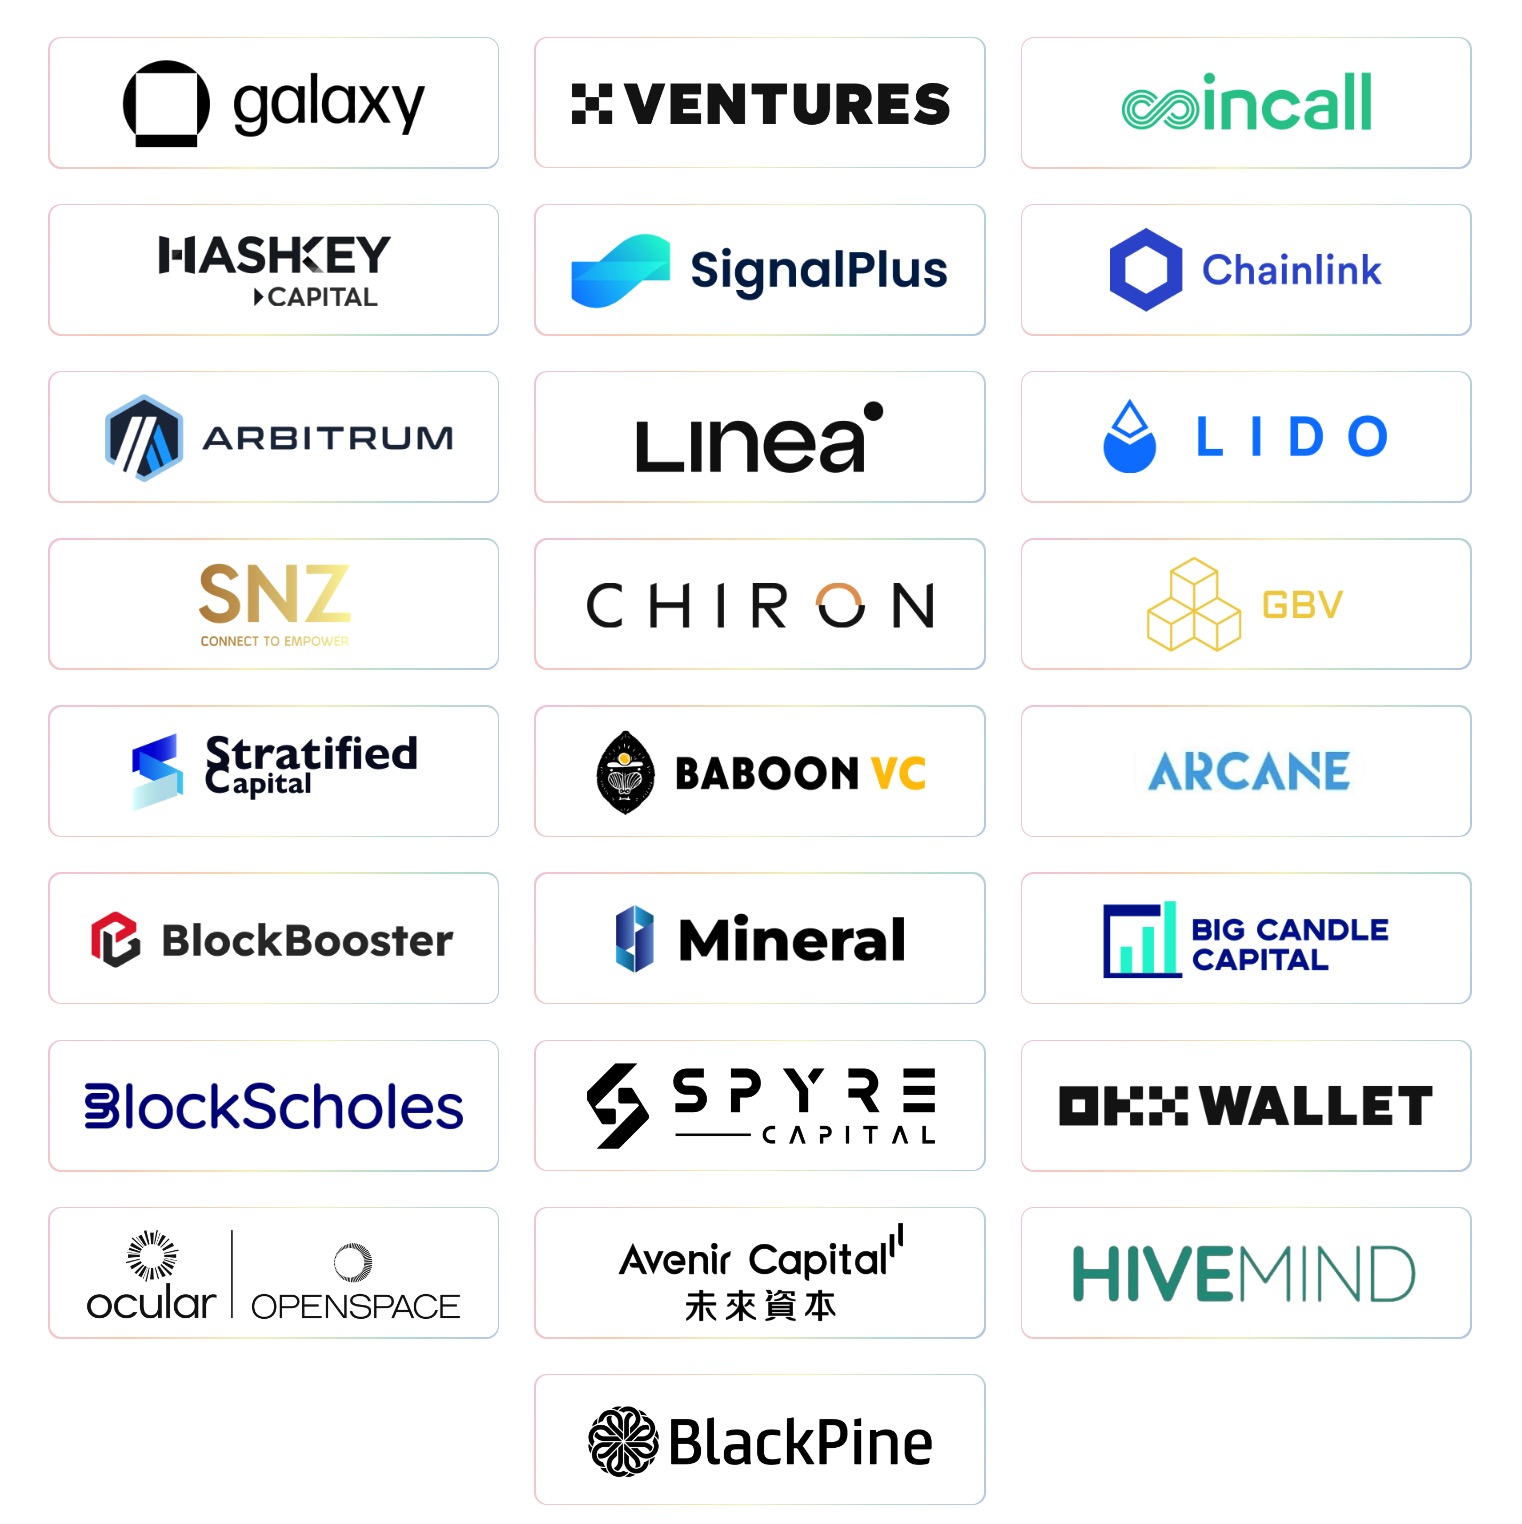 galaxy
VENTURES
coincall
HASHKEY
CAPITAL
SignalPlus
Chainlink
ARBITRUM
Linea
LIDO
SNZ
CONNECT TO EMPOWER
CHIRON
GBV
Stratified
Capital
BABOON VC
ARCANE
BlockBooster
Mineral
BIG CANDLE
CAPITAL
BlockScholes
SPYRE
CAPITAL
OKX WALLET
ocular
OPENSPACE
Avenir Capital
未來資本
HIVEMIND
BlackPine